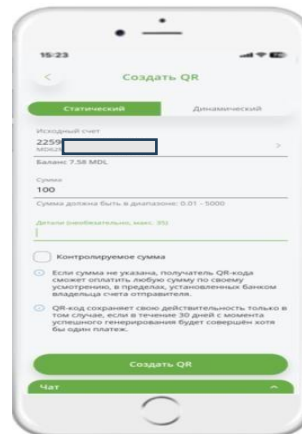 15:23
Создать QR
Статический Динамический
Исходный счет
2259
Баланс 7.58 MDL
Сумма
100
Сумма должна быть в диапазоне: 0.01 - 5000
Детали (необязательно, макс. 35)
Контролируемое сумма
Если сумма не указана, получатель QR-кода
сможет оплатить любую сумму по своему
усмотрению, в пределах, установленных банком
владельца счета отправителя.
QR-код сохраняет свою действительность только в
том случае, если в течение 30 дней с момента
успешного генерирования будет совершён хотя
бы один платеж.
Создать QR
Чат